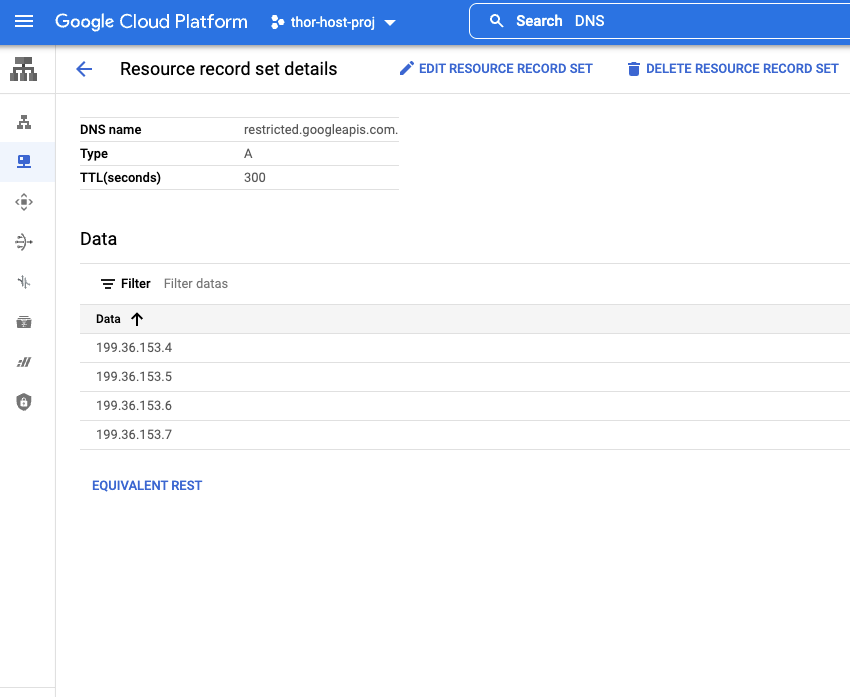 Google Cloud Platform thor-host-proj Search DNS
Resource record set details EDIT RESOURCE RECORD SET DELETE RESOURCE RECORD SET
DNS name restricted.googleapis.com.
Type A
TTL(seconds) 300
Data
Filter Filter datas
Data
199.36.153.4
199.36.153.5
199.36.153.6
199.36.153.7
EQUIVALENT REST